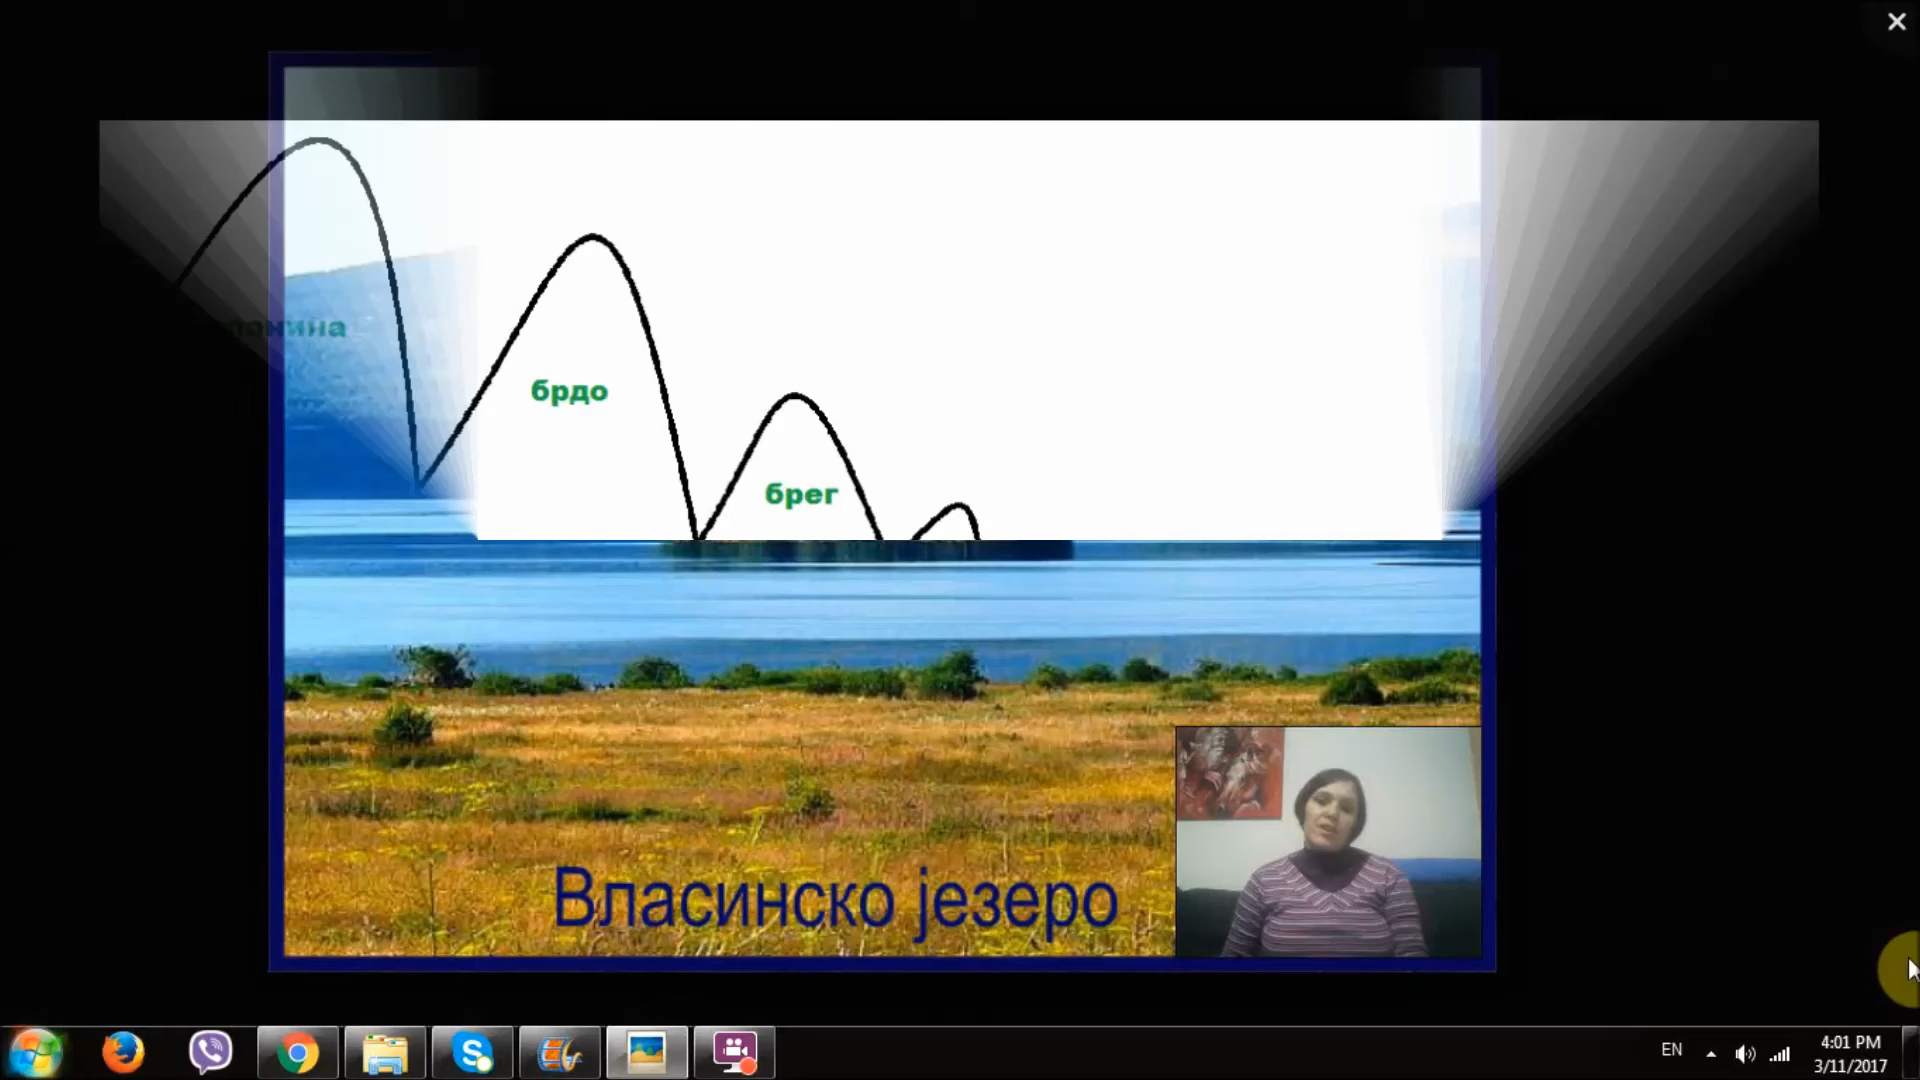 брдо
брег
Власинско језеро
EN
4:01 PM
3/11/2017